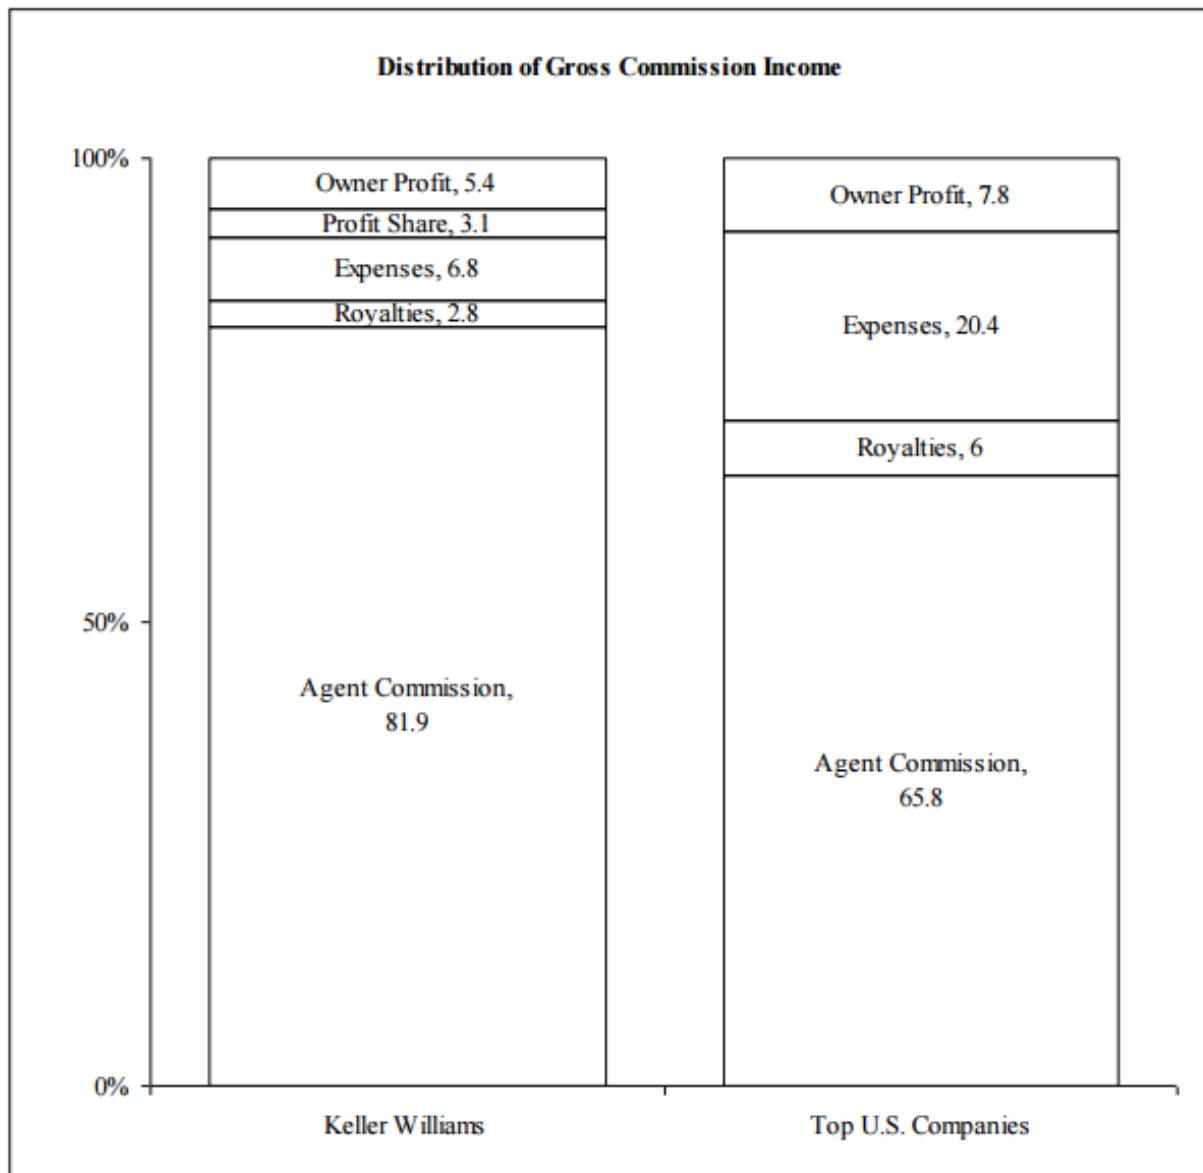 Distribution of Gross Commission Income
100%
Owner Profit, 5.4
Profit Share, 3.1
Expenses, 6.8
Royalties, 2.8
Agent Commission,
81.9
Owner Profit, 7.8
Expenses, 20.4
Royalties, 6
Agent Commission,
65.8
50%
0%
Keller Williams
Top U.S. Companies